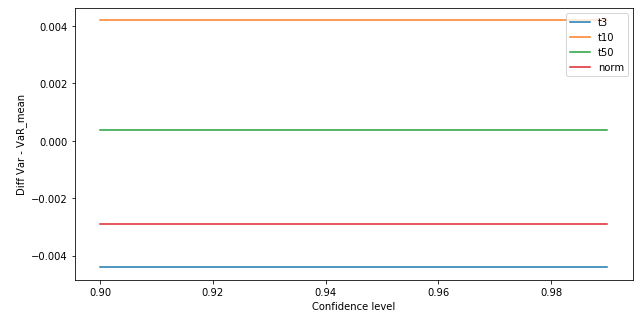 0.004
0.002
0.000
−0.002
−0.004
Diff Var - VaR_mean
t3
t10
t50
norm
0.90
0.92
0.94
0.96
0.98
Confidence level